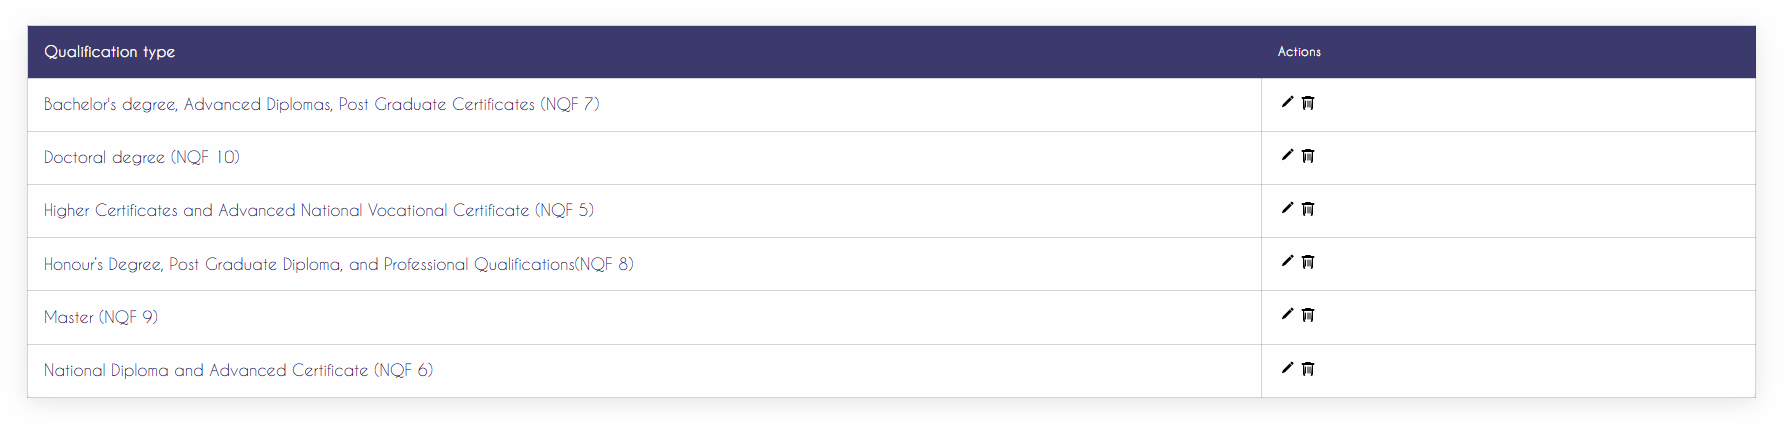 Qualification type Actions
Bachelor's degree, Advanced Diplomas, Post Graduate Certificates (NQF 7)
Doctoral degree (NQF 10)
Higher Certificates and Advanced National Vocational Certificate (NQF 5)
Honour's Degree, Post Graduate Diploma, and Professional Qualifications(NQF 8)
Master (NQF 9)
National Diploma and Advanced Certificate (NQF 6)